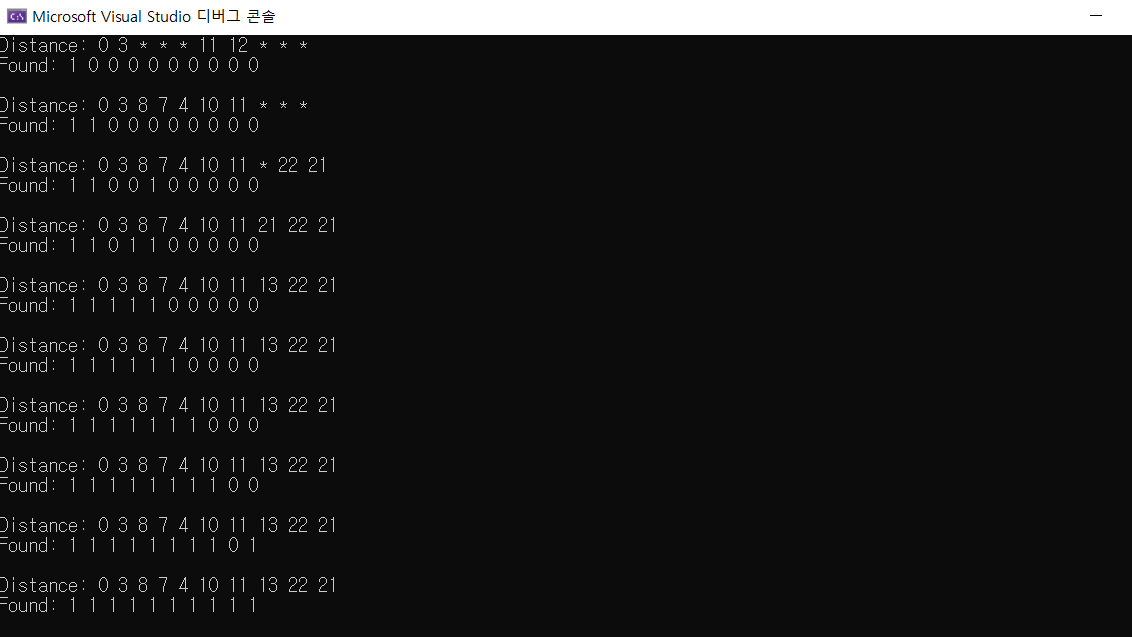 Microsoft Visual Studio 디버그 콘솔
Distance: 0 3 * * * 11 12 * * *
Found: 1 0 0 0 0 0 0 0 0 0
Distance: 0 3 8 7 4 10 11 * * *
Found: 1 1 0 0 0 0 0 0 0 0
Distance: 0 3 8 7 4 10 11 * 22 21
Found: 1 1 0 0 1 0 0 0 0 0
Distance: 0 3 8 7 4 10 11 21 22 21
Found: 1 1 0 1 1 0 0 0 0 0
Distance: 0 3 8 7 4 10 11 13 22 21
Found: 1 1 1 1 1 0 0 0 0 0
Distance: 0 3 8 7 4 10 11 13 22 21
Found: 1 1 1 1 1 1 0 0 0 0
Distance: 0 3 8 7 4 10 11 13 22 21
Found: 1 1 1 1 1 1 1 0 0 0
Distance: 0 3 8 7 4 10 11 13 22 21
Found: 1 1 1 1 1 1 1 1 0 0
Distance: 0 3 8 7 4 10 11 13 22 21
Found: 1 1 1 1 1 1 1 1 0 1
Distance: 0 3 8 7 4 10 11 13 22 21
Found: 1 1 1 1 1 1 1 1 1 1